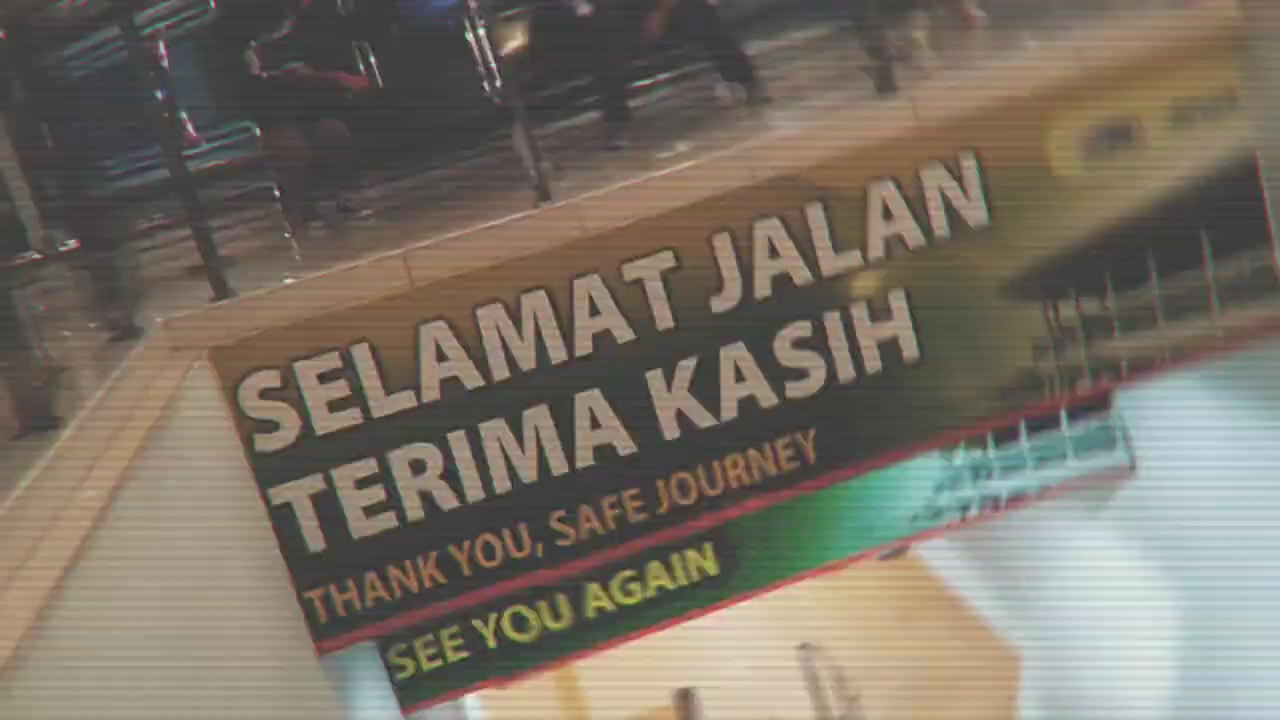 SELAMAT JALAN
TERIMA KASIH
THANK YOU, SAFE JOURNEY
SEE YOU AGAIN